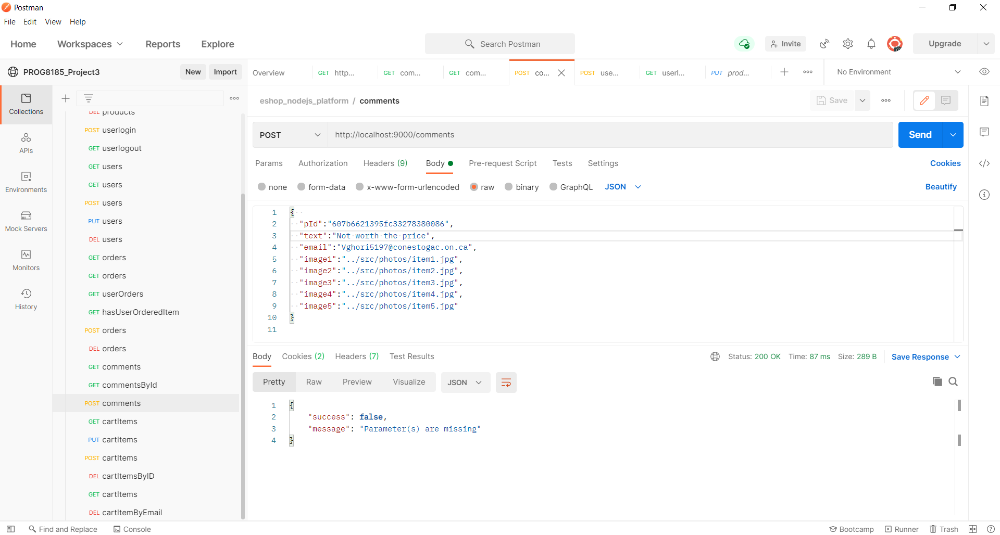 Postman
File Edit View Help
Home Workspaces Reports Explore Search Postman Invite Upgrade
PROG8185_Project3 New Import
Overview GET http... GET com... GET com... POST co... POST use... GET userl... PUT prod... No Environment
Collections
APIs
Environments
Mock Servers
Monitors
History
DEL products
POST userlogin
GET userlogout
GET users
GET users
POST users
PUT users
DEL users
GET orders
GET orders
GET userOrders
GET hasUserOrderedItem
POST orders
DEL orders
GET comments
GET commentsById
POST comments
GET cartItems
PUT cartItems
POST cartItems
DEL cartItemsByID
GET cartItems
DEL cartItemByEmail
eshop_nodejs_platform / comments Save
POST http://localhost:9000/comments Send
Params Authorization Headers (9) Body Pre-request Script Tests Settings Cookies
none form-data x-www-form-urlencoded raw binary GraphQL JSON Beautify
1 {
2 "pId":"607b6621395fc33278380086",
3 "text":"Not worth the price",
4 "email":"Vghori5197@conestogac.on.ca",
5 "image1":"../src/photos/item1.jpg",
6 "image2":"../src/photos/item2.jpg",
7 "image3":"../src/photos/item3.jpg",
8 "image4":"../src/photos/item4.jpg",
9 "image5":"../src/photos/item5.jpg"
10 }
11
Body Cookies (2) Headers (7) Test Results Status: 200 OK Time: 87 ms Size: 289 B Save Response
Pretty Raw Preview Visualize JSON
1 {
2 "success": false,
3 "message": "Parameter(s) are missing"
4 }
Find and Replace Console Bootcamp Runner Trash